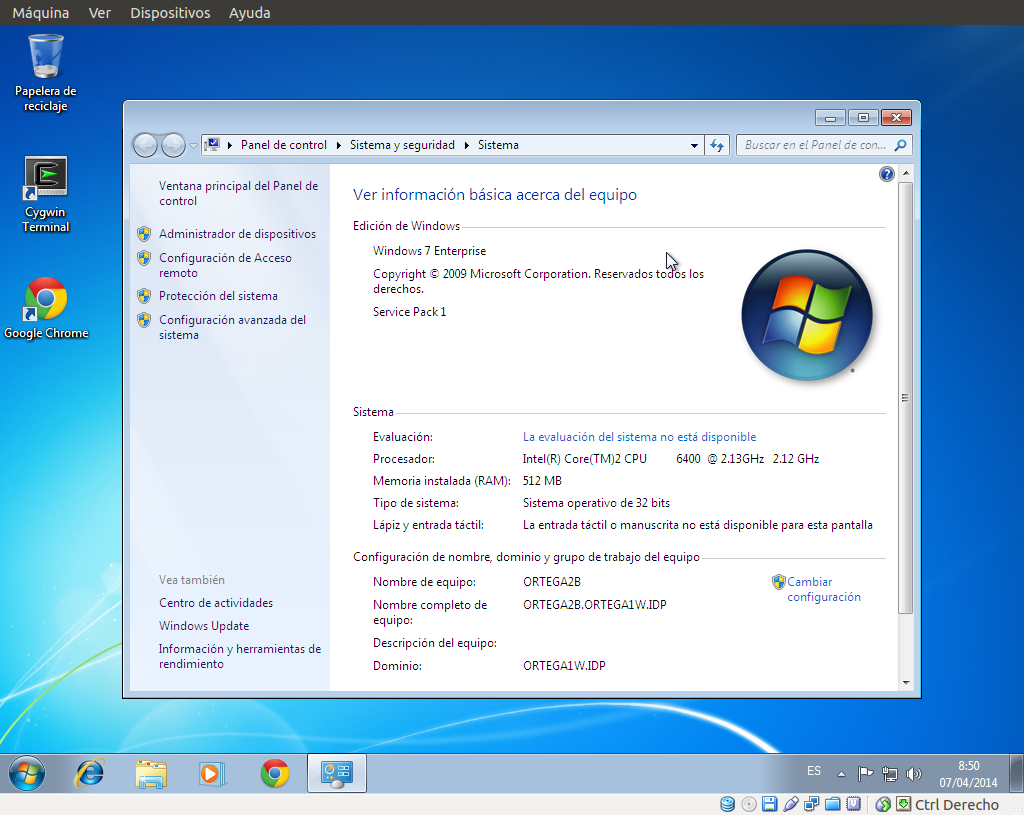 Máquina Ver Dispositivos Ayuda
Papelera de
reciclaje
Cygwin
Terminal
Google Chrome
Panel de control Sistema y seguridad Sistema
Buscar en el Panel de con...
Ventana principal del Panel de
control
Administrador de dispositivos
Configuración de Acceso
remoto
Protección del sistema
Configuración avanzada del
sistema
Vea también
Centro de actividades
Windows Update
Información y herramientas de
rendimiento
Ver información básica acerca del equipo
Edición de Windows
Windows 7 Enterprise
Copyright © 2009 Microsoft Corporation. Reservados todos los
derechos.
Service Pack 1
Sistema
Evaluación: La evaluación del sistema no está disponible
Procesador: Intel(R) Core(TM)2 CPU 6400 @ 2.13GHz 2.12 GHz
Memoria instalada (RAM): 512 MB
Tipo de sistema: Sistema operativo de 32 bits
Lápiz y entrada táctil: La entrada táctil o manuscrita no está disponible para esta pantalla
Configuración de nombre, dominio y grupo de trabajo del equipo
Nombre de equipo: ORTEGA2B
Cambiar
configuración
Nombre completo de
equipo:
ORTEGA2B.ORTEGA1W.IDP
Descripción del equipo:
Dominio: ORTEGA1W.IDP
ES
8:50
07/04/2014
Ctrl Derecho